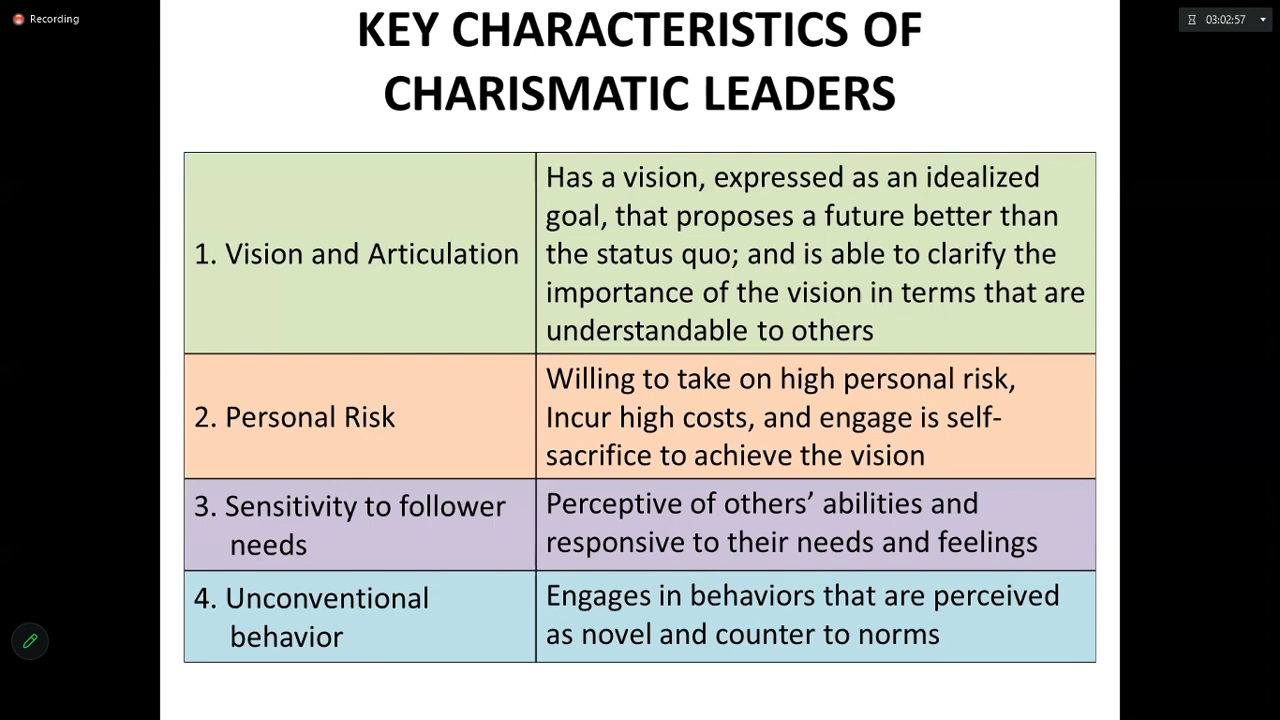 Recording
03:02:57
KEY CHARACTERISTICS OF
CHARISMATIC LEADERS
1. Vision and Articulation
Has a vision, expressed as an idealized
goal, that proposes a future better than
the status quo; and is able to clarify the
importance of the vision in terms that are
understandable to others
2. Personal Risk
Willing to take on high personal risk,
Incur high costs, and engage is self-
sacrifice to achieve the vision
3. Sensitivity to follower
needs
Perceptive of others’ abilities and
responsive to their needs and feelings
4. Unconventional
behavior
Engages in behaviors that are perceived
as novel and counter to norms